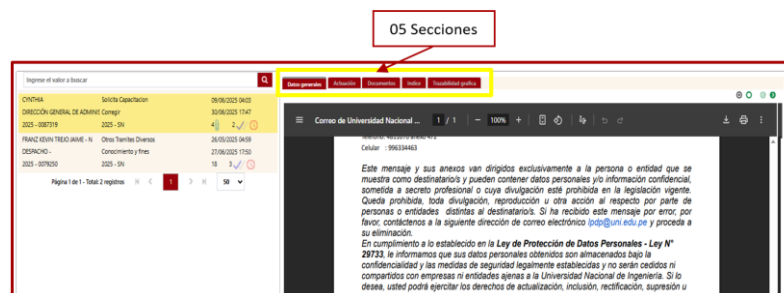 05 Secciones
Ingrese el valor a buscar
Datos generales Actuación Documentos Indice Trazabilidad grafica
CYNTHIA Solicita Capacitacion 09/06/2025 04:03
DIRECCIÓN GENERAL DE ADMINIS Corregir 30/06/2025 17:47
2025 - 0087319 2025 - SN 4 2
FRANZ KEVIN TREJO JAIME - N Otros Tramites Diversos 26/05/2025 04:59
DESPACHO - Conocimiento y fines 27/06/2025 17:50
2025 - 0079250 2025 - SN 18 3
Página 1 de 1 - Total: 2 registros 1 50
Correo de Universidad Nacional ... 1 / 1 100%
Celular : 996334463
Este mensaje y sus anexos van dirigidos exclusivamente a la persona o entidad que se
muestra como destinatario/s y pueden contener datos personales y/o información confidencial,
sometida a secreto profesional o cuya divulgación esté prohibida en la legislación vigente.
Queda prohibida, toda divulgación, reproducción u otra acción al respecto por parte de
personas o entidades distintas al destinatario/s. Si ha recibido este mensaje por error, por
favor, contáctenos a la siguiente dirección de correo electrónico lpdp@uni.edu.pe y proceda a
su eliminación.
En cumplimiento a lo establecido en la Ley de Protección de Datos Personales - Ley N°
29733, le informamos que sus datos personales obtenidos son almacenados bajo la
confidencialidad y las medidas de seguridad legalmente establecidas y no serán cedidos ni
compartidos con empresas ni entidades ajenas a la Universidad Nacional de Ingeniería. Si lo
desea, usted podrá ejercitar los derechos de actualización, inclusión, rectificación, supresión u